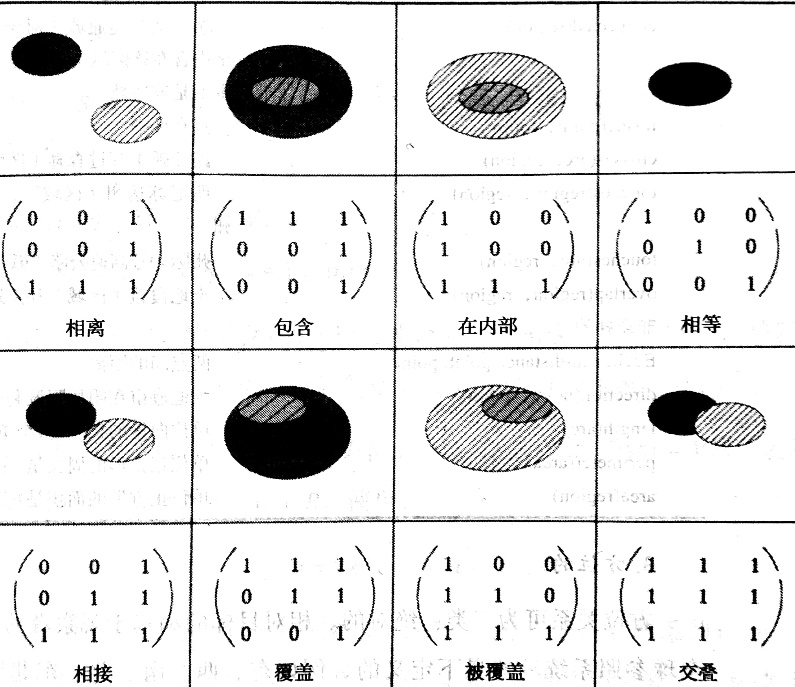 0 0 1 1 1 1 1 0 0 1 0 0
0 0 1 0 0 1 1 0 0 0 1 0
1 1 1 0 0 1 1 1 1 0 0 1
相离 包含 在内部 相等
0 0 1 1 1 1 1 0 0 1 1 1
0 1 1 0 1 1 1 1 0 1 1 1
1 1 1 0 0 1 1 1 1 1 1 1
相接 覆盖 被覆盖 交叠